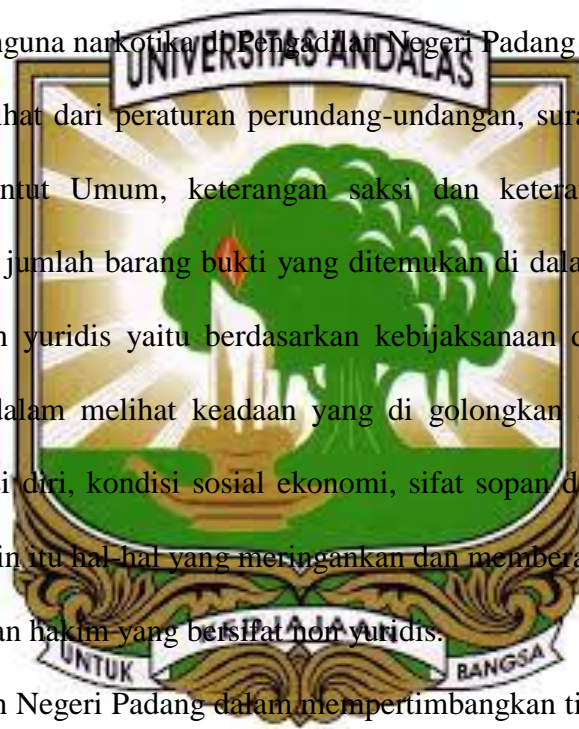 nguna narkotika di Pengadilan Negeri Padang
UNIVERSITAS ANDALAS
ihat dari peraturan perundang-undangan, sura
ntut Umum, keterangan saksi dan ketera
jumlah barang bukti yang ditemukan di dala
n yuridis yaitu berdasarkan kebijaksanaan d
dalam melihat keadaan yang di golongkan
si diri, kondisi sosial ekonomi, sifat sopan d
in itu hal-hal yang meringankan dan membera
an hakim yang bersifat non yuridis.
KEDJAJAAN
UNTUK BANGSA
n Negeri Padang dalam mempertimbangkan ti